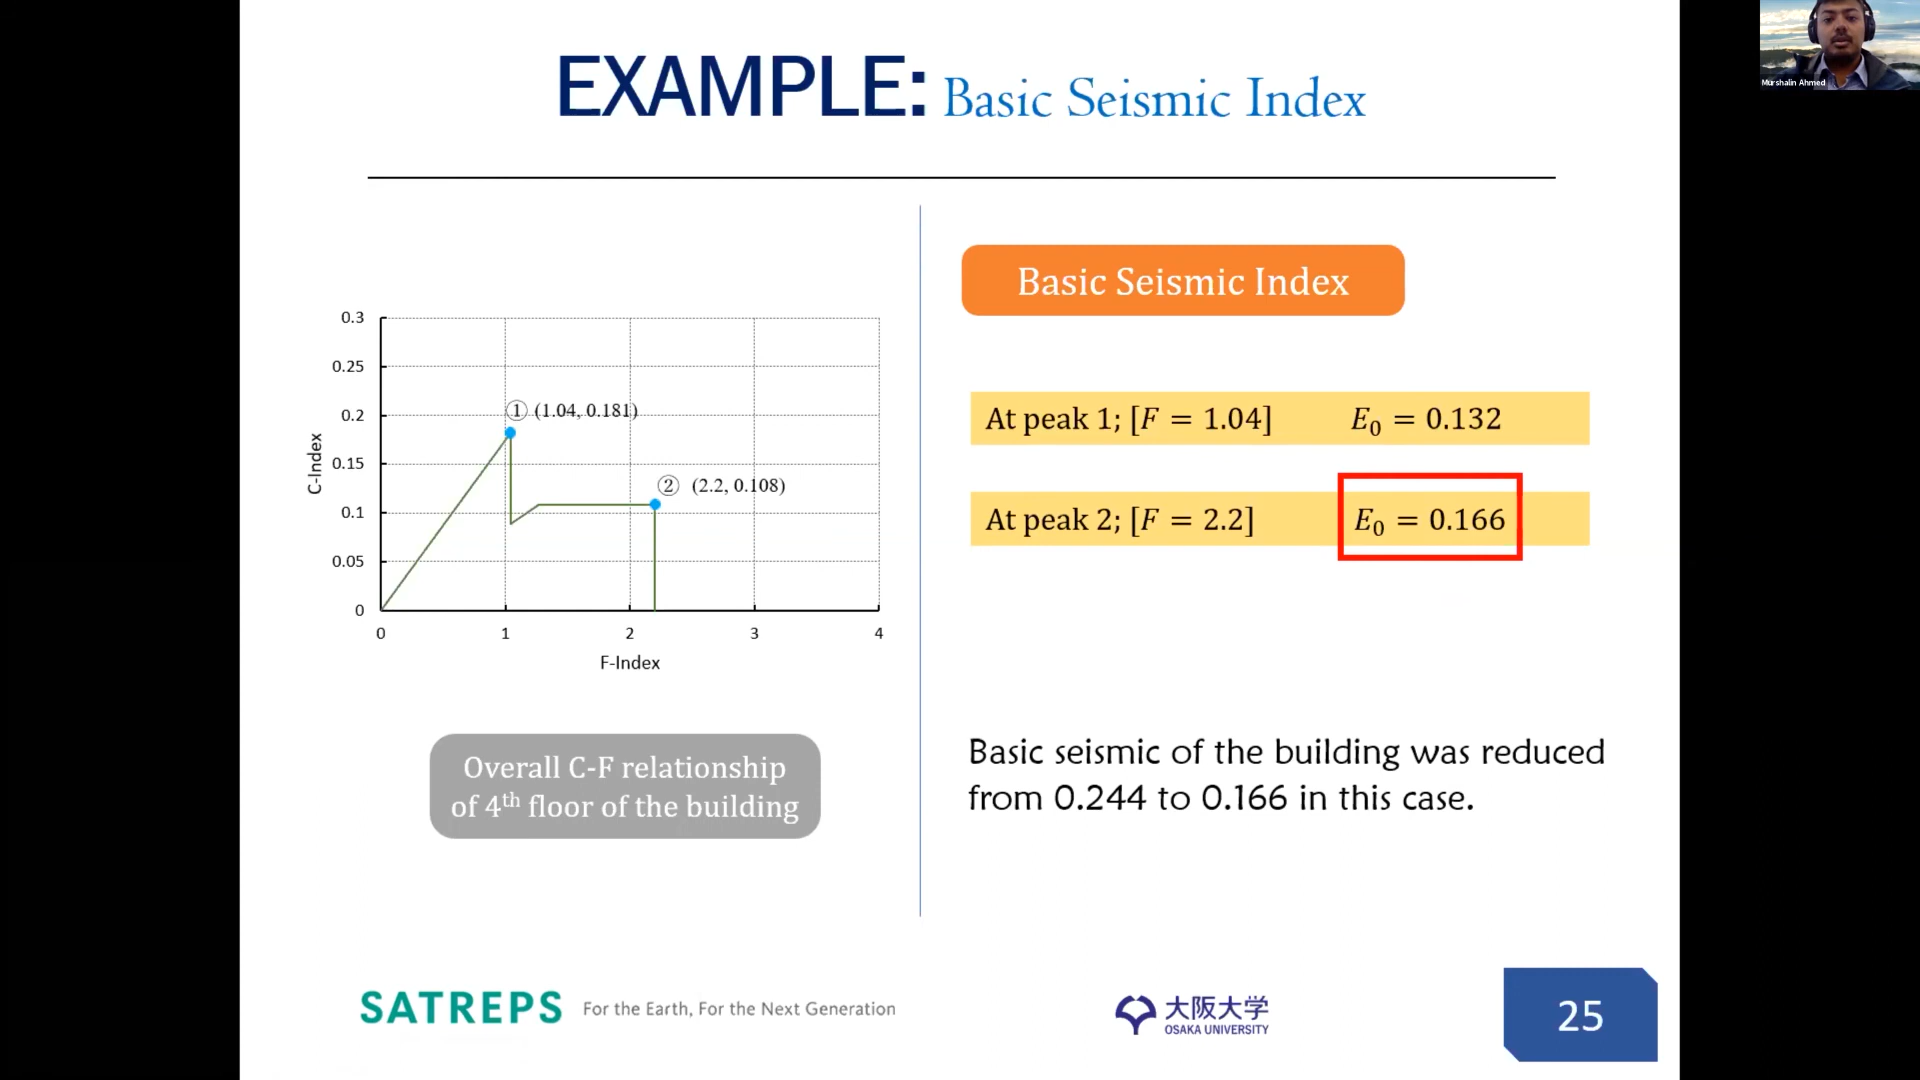 EXAMPLE: Basic Seismic Index
Murshalin Ahmed
0.3
0.25
0.2
0.15
0.1
0.05
0
C-Index
① (1.04, 0.181)
② (2.2, 0.108)
0 1 2 3 4
F-Index
Overall C-F relationship
of 4th floor of the building
Basic Seismic Index
At peak 1; [F = 1.04] E₀ = 0.132
At peak 2; [F = 2.2] E₀ = 0.166
Basic seismic of the building was reduced
from 0.244 to 0.166 in this case.
SATREPS For the Earth, For the Next Generation
大阪大学
OSAKA UNIVERSITY
25